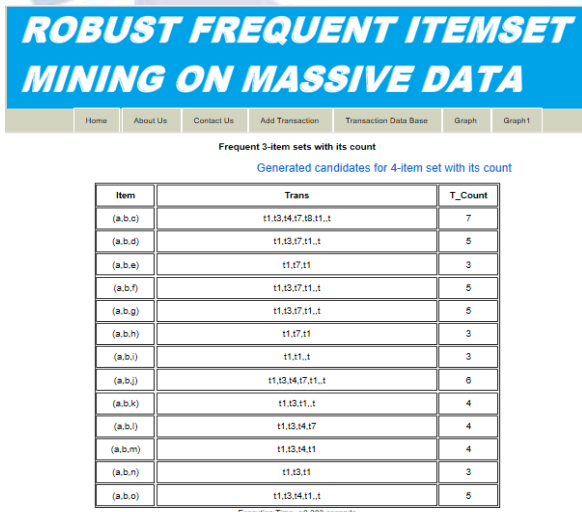 ROBUST FREQUENT ITEMSET
MINING ON MASSIVE DATA
Home About Us Contact Us Add Transaction Transaction Data Base Graph Graph1
Frequent 3-item sets with its count
Generated candidates for 4-item set with its count
Item Trans T_Count
(a,b,c) t1,t3,t4,t7,t8,t1,,t 7
(a,b,d) t1,t3,t7,t1,,t 5
(a,b,e) t1,t7,t1 3
(a,b,f) t1,t3,t7,t1,,t 5
(a,b,g) t1,t3,t7,t1,,t 5
(a,b,h) t1,t7,t1 3
(a,b,i) t1,t1,,t 3
(a,b,j) t1,t3,t4,t7,t1,,t 6
(a,b,k) t1,t3,t1,,t 4
(a,b,l) t1,t3,t4,t7 4
(a,b,m) t1,t3,t4,t1 4
(a,b,n) t1,t3,t1 3
(a,b,o) t1,t3,t4,t1,,t 5